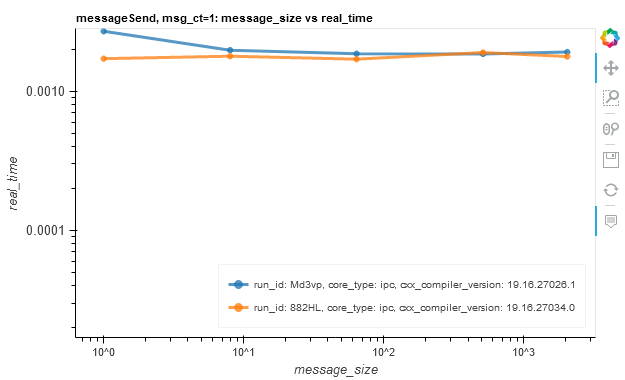 messageSend, msg_ct=1: message_size vs real_time
0.0010
real_time
0.0001
run_id: Md3vp, core_type: ipc, cxx_compiler_version: 19.16.27026.1
run_id: 882HL, core_type: ipc, cxx_compiler_version: 19.16.27034.0
10^0 10^1 10^2 10^3
message_size